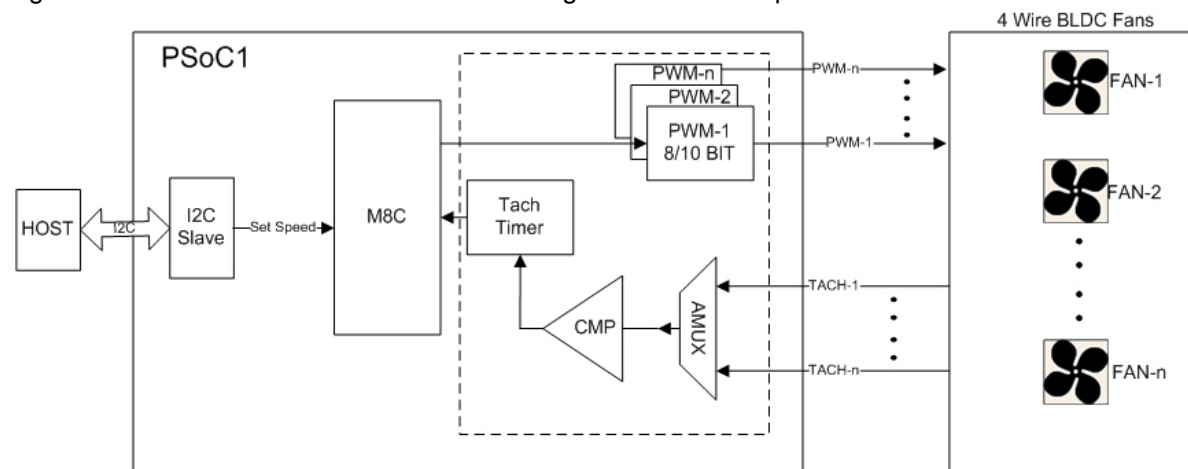 4 Wire BLDC Fans
PSoC1
PWM-n
PWM-2
PWM-1
8/10 BIT
PWM-n
PWM-1
FAN-1
FAN-2
FAN-n
HOST
I2C
I2C
Slave
Set Speed
M8C
Tach
Timer
CMP
AMUX
TACH-1
TACH-n